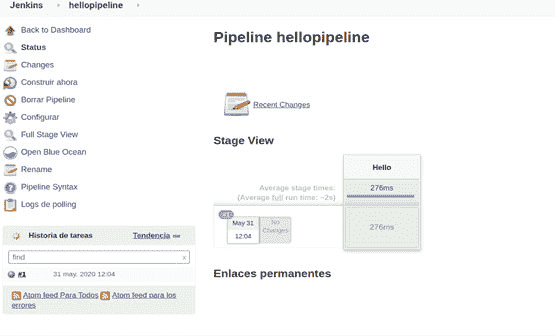 Jenkins hellopipeline
Back to Dashboard
Status
Changes
Construir ahora
Borrar Pipeline
Configurar
Full Stage View
Open Blue Ocean
Rename
Pipeline Syntax
Logs de polling
Historia de tareas Tendencia
find x
#1 31 may. 2020 12:04
Atom feed Para Todos Atom feed para los
errores
Pipeline hellopipeline
Recent Changes
Stage View
Hello
Average stage times: 276ms
(Average full run time: ~2s)
#1
May 31 No
12:04 Changes
276ms
Enlaces permanentes